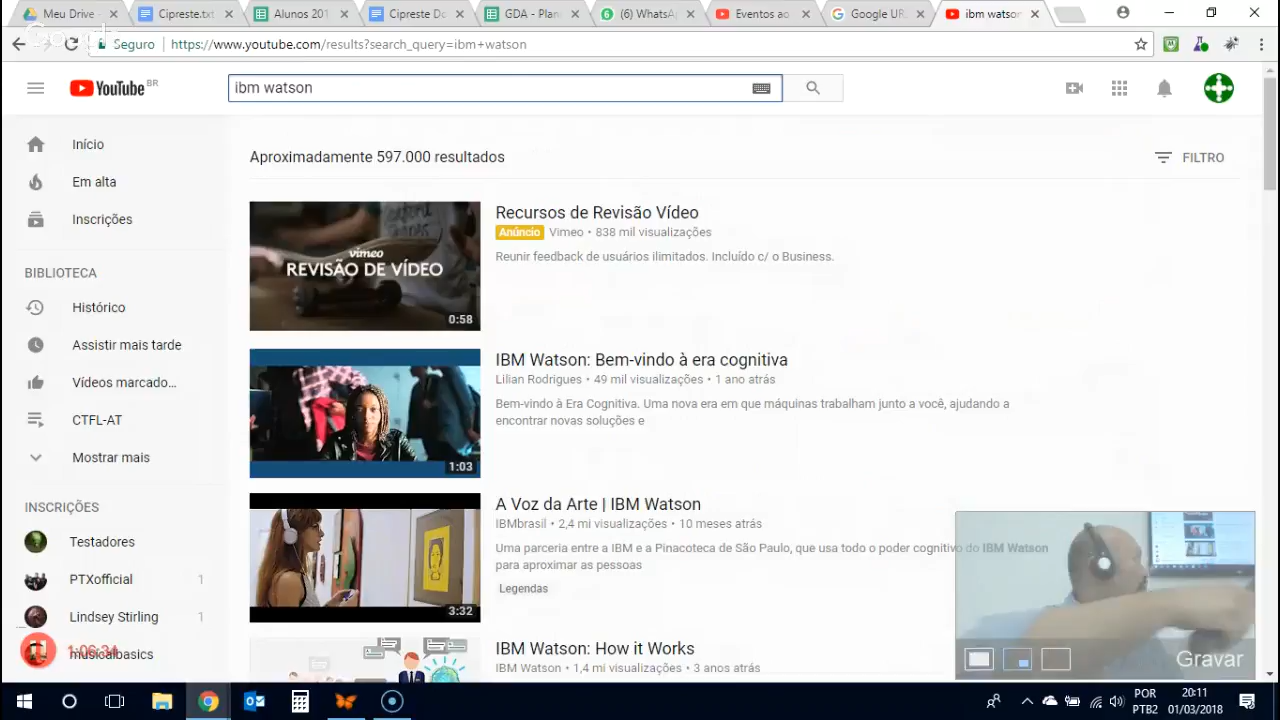 Meu Drive -
Cipreste.txt
Alunos 201
Cipreste Da
GDA - Plani
(6) WhatsA
Eventos ao
Google UR
ibm watson
Google
Seguro
https://www.youtube.com/results?search_query=ibm+watson
YouTube BR
ibm watson
Início
Em alta
Inscrições
BIBLIOTECA
Histórico
Assistir mais tarde
Vídeos marcado...
CTFL-AT
Mostrar mais
INSCRIÇÕES
Testadores
PTXofficial 1
Lindsey Stirling 1
musicalbasics
1:06:34
Aproximadamente 597.000 resultados
FILTRO
vimeo
REVISÃO DE VÍDEO
0:58
Recursos de Revisão Vídeo
Anúncio Vimeo • 838 mil visualizações
Reunir feedback de usuários ilimitados. Incluído c/ o Business.
1:03
IBM Watson: Bem-vindo à era cognitiva
Lilian Rodrigues • 49 mil visualizações • 1 ano atrás
Bem-vindo à Era Cognitiva. Uma nova era em que máquinas trabalham junto a você, ajudando a
encontrar novas soluções e
3:32
A Voz da Arte | IBM Watson
IBMbrasil • 2,4 mi visualizações • 10 meses atrás
Uma parceria entre a IBM e a Pinacoteca de São Paulo, que usa todo o poder cognitivo do IBM Watson
para aproximar as pessoas
Legendas
IBM Watson: How it Works
IBM Watson • 1,4 mi visualizações • 3 anos atrás
Gravar
POR
PTB2
20:11
01/03/2018